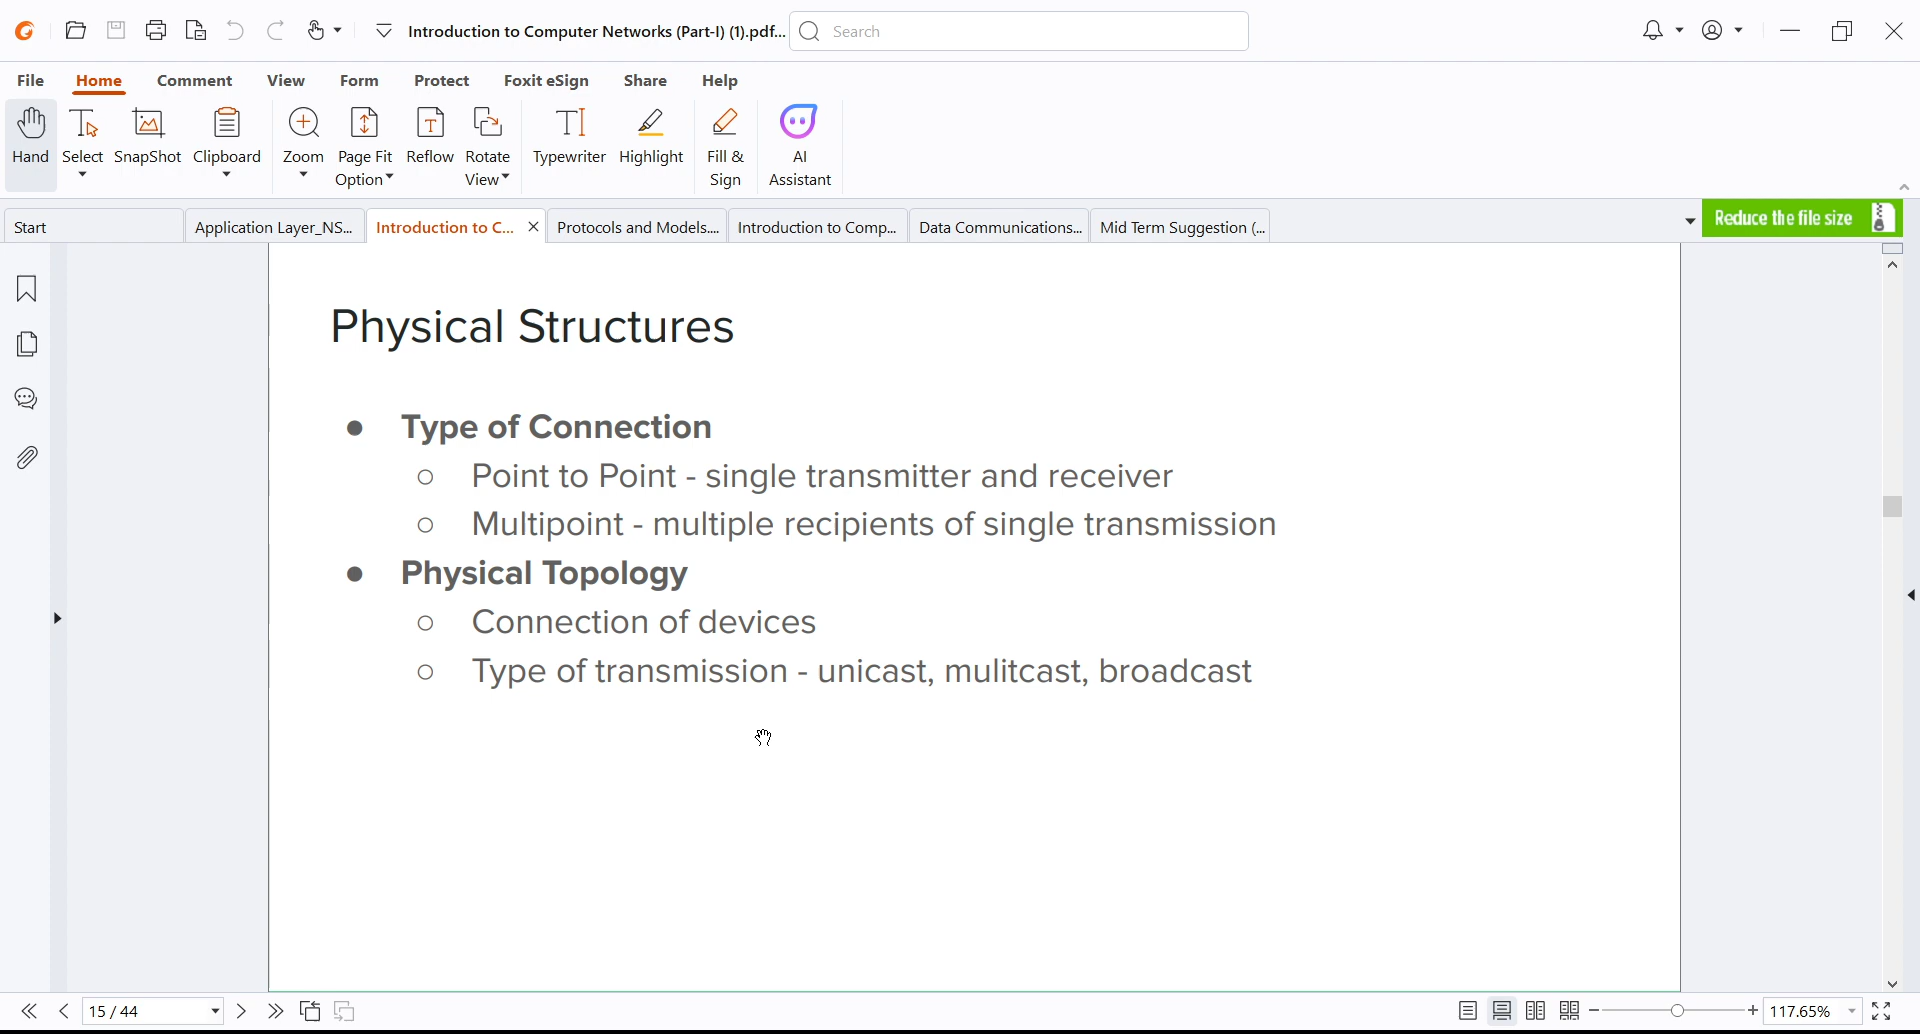 Introduction to Computer Networks (Part-I) (1).pdf... Search
File Home Comment View Form Protect Foxit eSign Share Help
Hand Select SnapShot Clipboard Zoom Page Fit Option Reflow Rotate View Typewriter Highlight Fill & Sign AI Assistant
Start Application Layer_NS... Introduction to C... Protocols and Models.... Introduction to Comp... Data Communications... Mid Term Suggestion (... Reduce the file size
Physical Structures
● Type of Connection
○ Point to Point - single transmitter and receiver
○ Multipoint - multiple recipients of single transmission
● Physical Topology
○ Connection of devices
○ Type of transmission - unicast, mulitcast, broadcast
15 / 44 117.65%